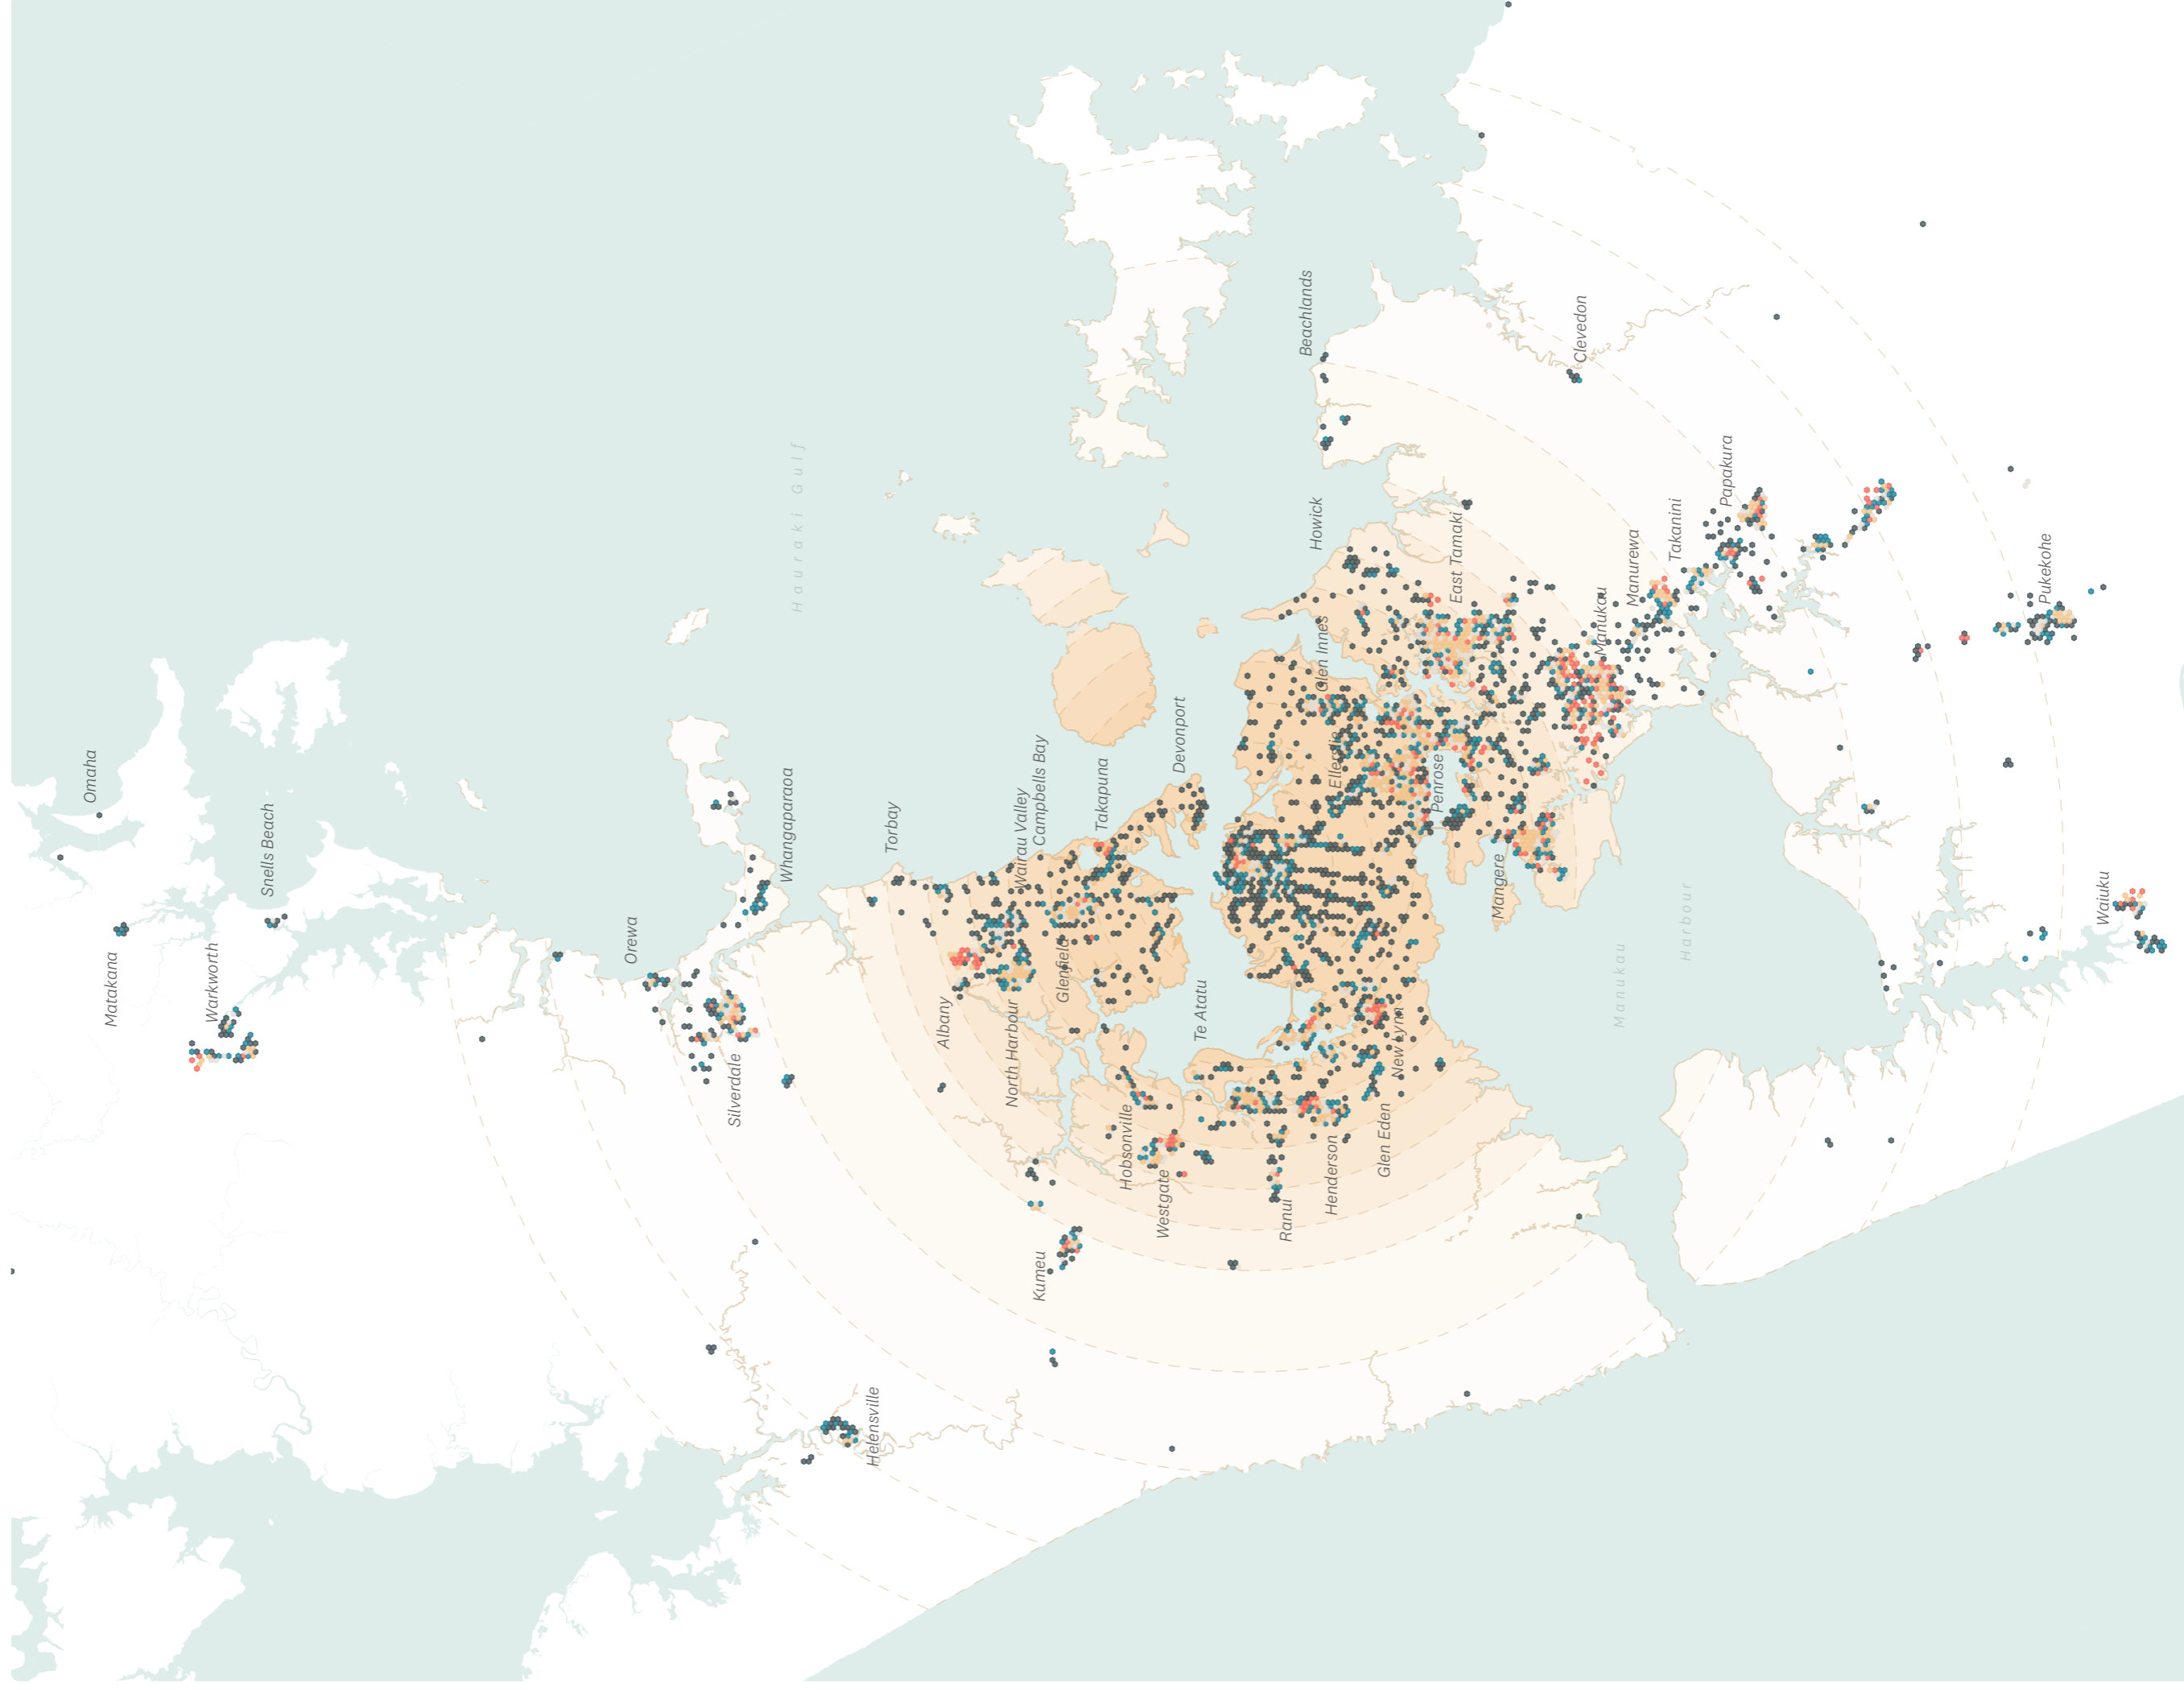 Omaha
Matakana
Snells Beach
Warkworth
Orewa
Whangaparaoa
Silverdale
Hauraki Gulf
Helensville
Torbay
Albany
Wairau Valley
Campbells Bay
North Harbour
Glenfield
Takapuna
Kumeu
Devonport
Hobsonville
Westgate
Te Atatu
Beachlands
Howick
Glen Innes
Ellerslie
Ranui
Henderson
Glen Eden
New Lynn
Penrose
East Tamaki
Mangere
Clevedon
Manukau
Manurewa
Takanini
Papakura
Manukau
Harbour
Pukekohe
Waiuku